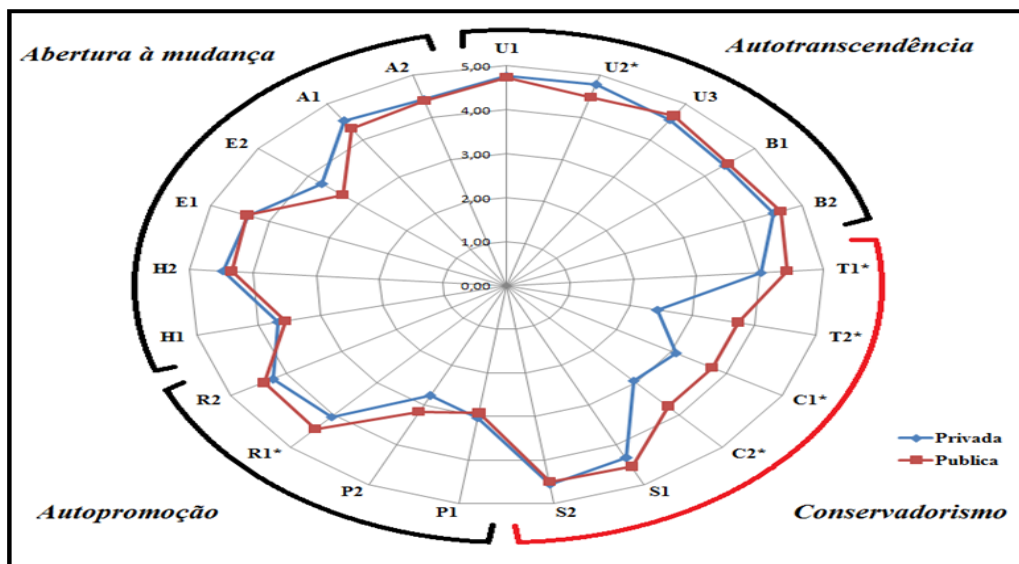 Abertura à mudança
Autotranscendência
U1
A2
U2*
5,00
A1
U3
4,00
E2
B1
3,00
E1
B2
2,00
1,00
H2
T1*
0,00
H1
T2*
R2
C1*
R1*
C2*
Privada
Publica
P2
S1
P1
S2
Autopromoção
Conservadorismo